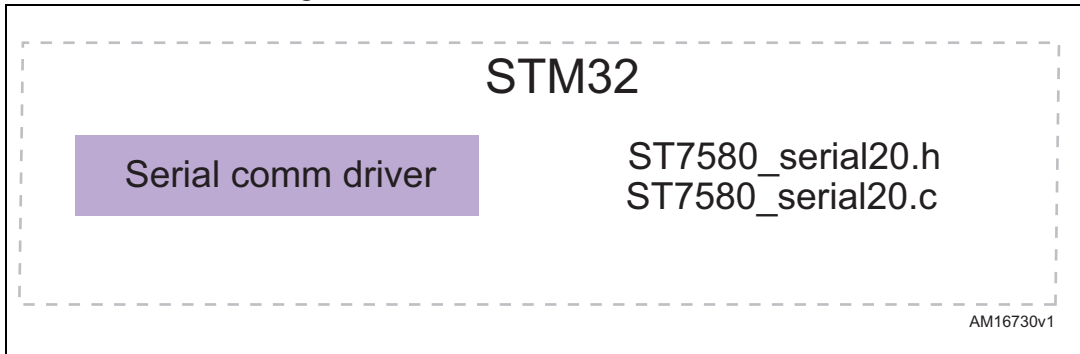 STM32
Serial comm driver
ST7580_serial20.h
ST7580_serial20.c
AM16730v1